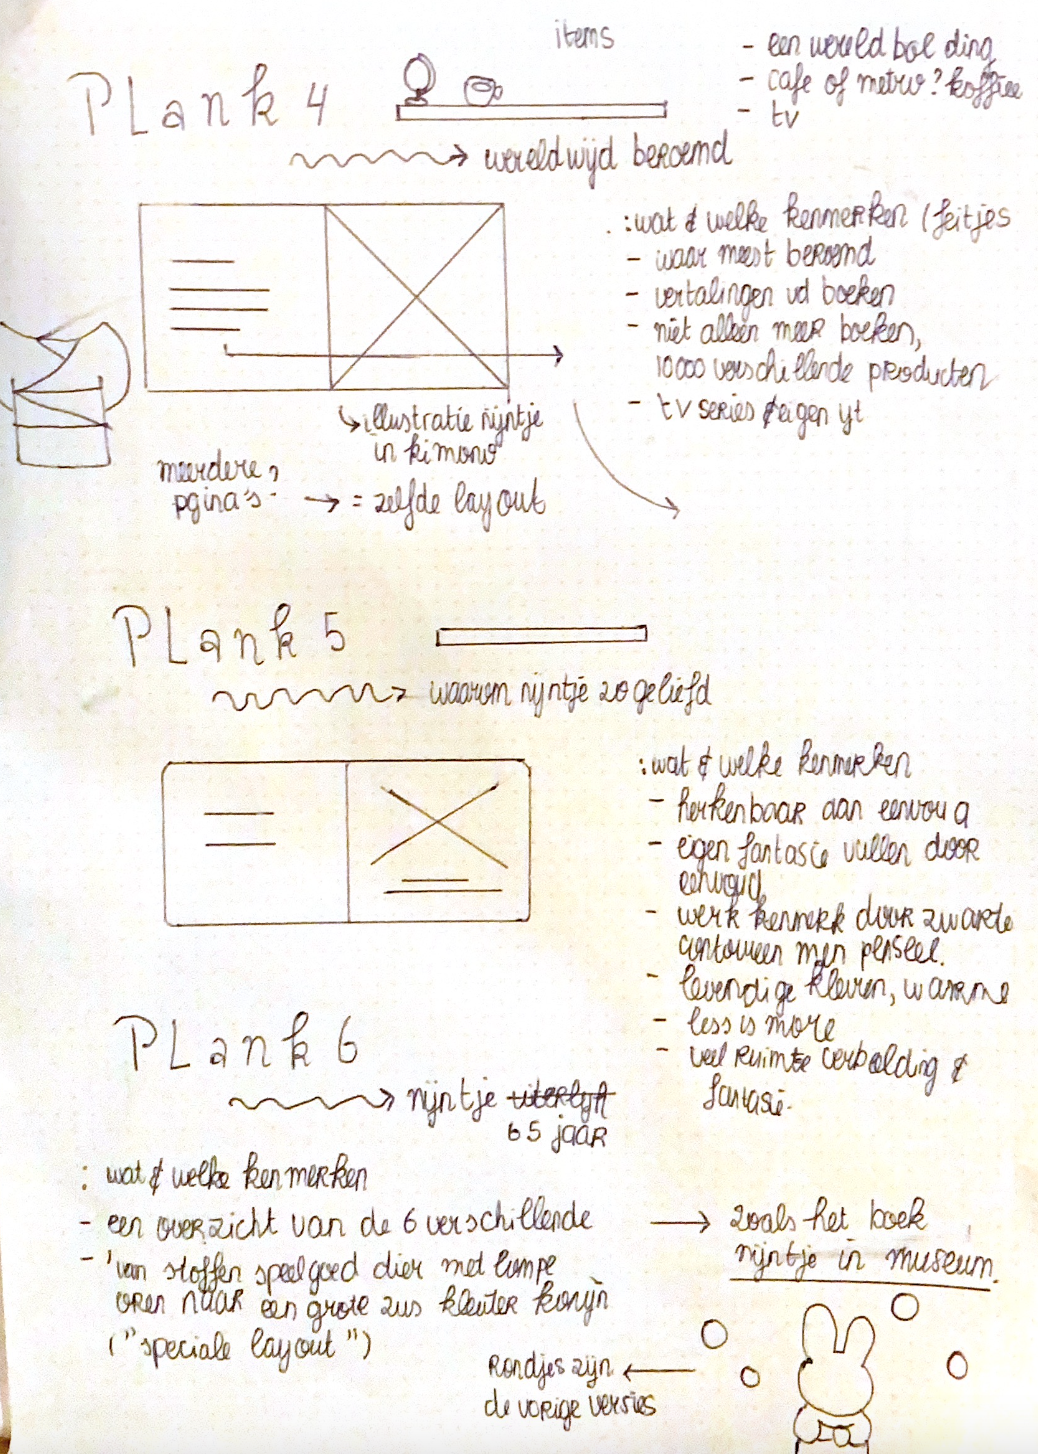 items
- een wereld bol ding
- cafe of metro? koffiee
- tv
Plank 4
wereldwijd beroemd
: wat & welke kenmerken (feitjes
- waar meest beroemd
- vertalingen vd boeken
- niet alleen meer boeken,
10000 verschillende producten
- tv series & eigen yt
illustratie nijntje
in kimono
meerdere
pgina's
→ = zelfde layout
Plank 5
waarom nijntje zo geliefd
: wat & welke kenmerken
- herkenbaar aan eenvou
- eigen fantasie vullen door
eenvoud
- werk kenmerk door zwarte
contouren penseel.
- levendige kleuren, warme
- less is more
- veel ruimte verbelding &
fantasie.
Plank 6
nijntje uiterlijk
65 jaar
: wat & welke kenmerken
- een overzicht van de 6 verschillende
→ zoals het boek
nijntje in museum.
- 'van stoffen speelgoed dier met lompe
oren naar een grote zus kleuter konijn
("speciale layout")
Rondjes zijn
de vorige versies